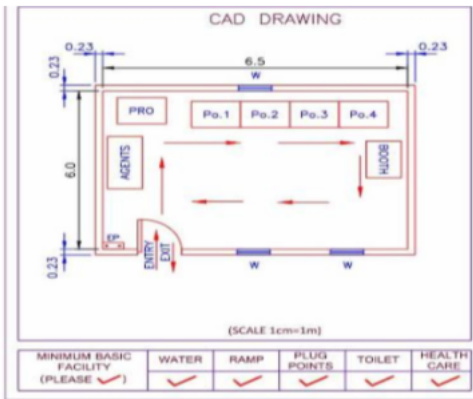 CAD DRAWING
0.23
6.5
0.23
0.23
W
PRO
Po.1
Po.2
Po.3
Po.4
AGENTS
BOOTH
6.0
ENTRY
EXIT
0.23
W
W
(SCALE 1cm=1m)
MINIMUM BASIC
FACILITY
(PLEASE ✓)
WATER
RAMP
PLUG
POINTS
TOILET
HEALTH
CARE